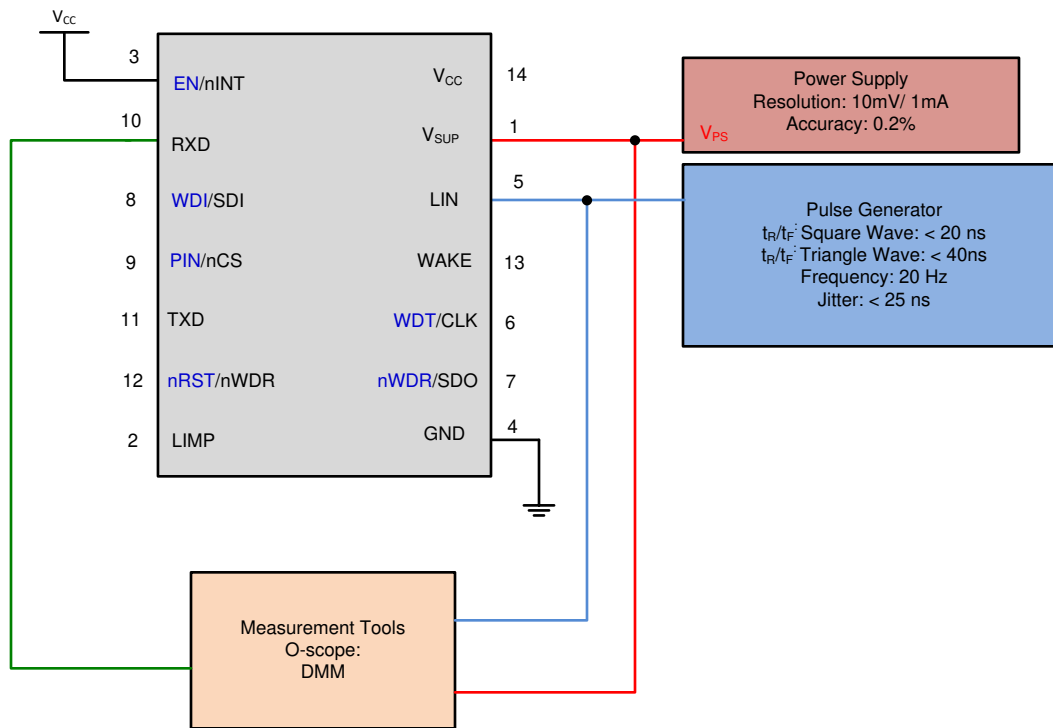 VCC
3
EN/nINT
VCC
14
10
RXD
VSUP
1
8
WDI/SDI
LIN
5
9
PIN/nCS
WAKE
13
11
TXD
WDT/CLK
6
12
nRST/nWDR
nWDR/SDO
7
2
LIMP
GND
4
Power Supply
Resolution: 10mV/ 1mA
Accuracy: 0.2%
VPS
Pulse Generator
tR/tF: Square Wave: < 20 ns
tR/tF: Triangle Wave: < 40ns
Frequency: 20 Hz
Jitter: < 25 ns
Measurement Tools
O-scope:
DMM